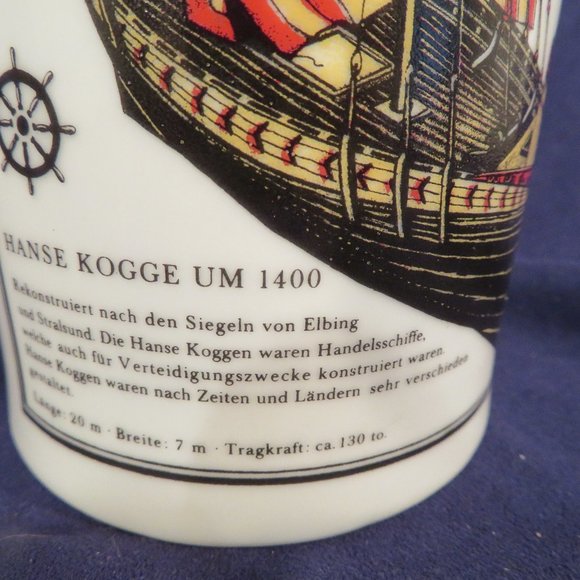 HANSE KOGGE UM 1400
Rekonstruiert nach den Siegeln von Elbing
und Stralsund. Die Hanse Koggen waren Handelsschiffe,
welche auch für Verteidigungszwecke konstruiert waren.
Hanse Koggen waren nach Zeiten und Ländern sehr verschieden
gestaltet.
Länge: 20 m · Breite: 7 m · Tragkraft: ca. 130 to.